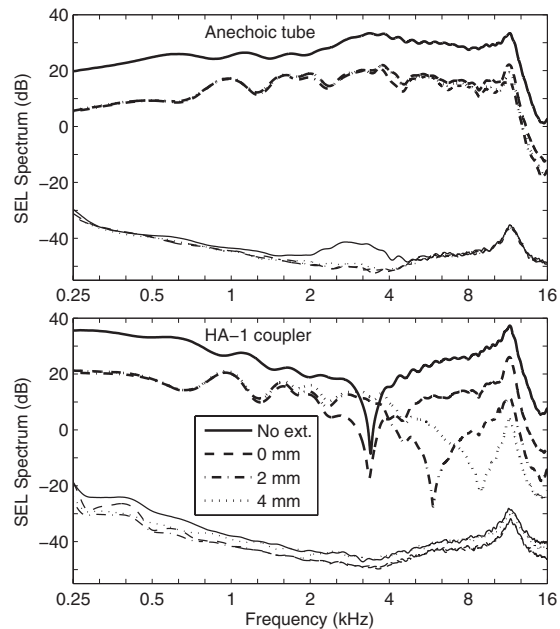 40
20
0
−20
−40
SEL Spectrum (dB)
Anechoic tube
0.25 0.5 1 2 4 8 16
40
20
0
−20
−40
SEL Spectrum (dB)
HA−1 coupler
No ext.
0 mm
2 mm
4 mm
0.25 0.5 1 2 4 8 16
Frequency (kHz)